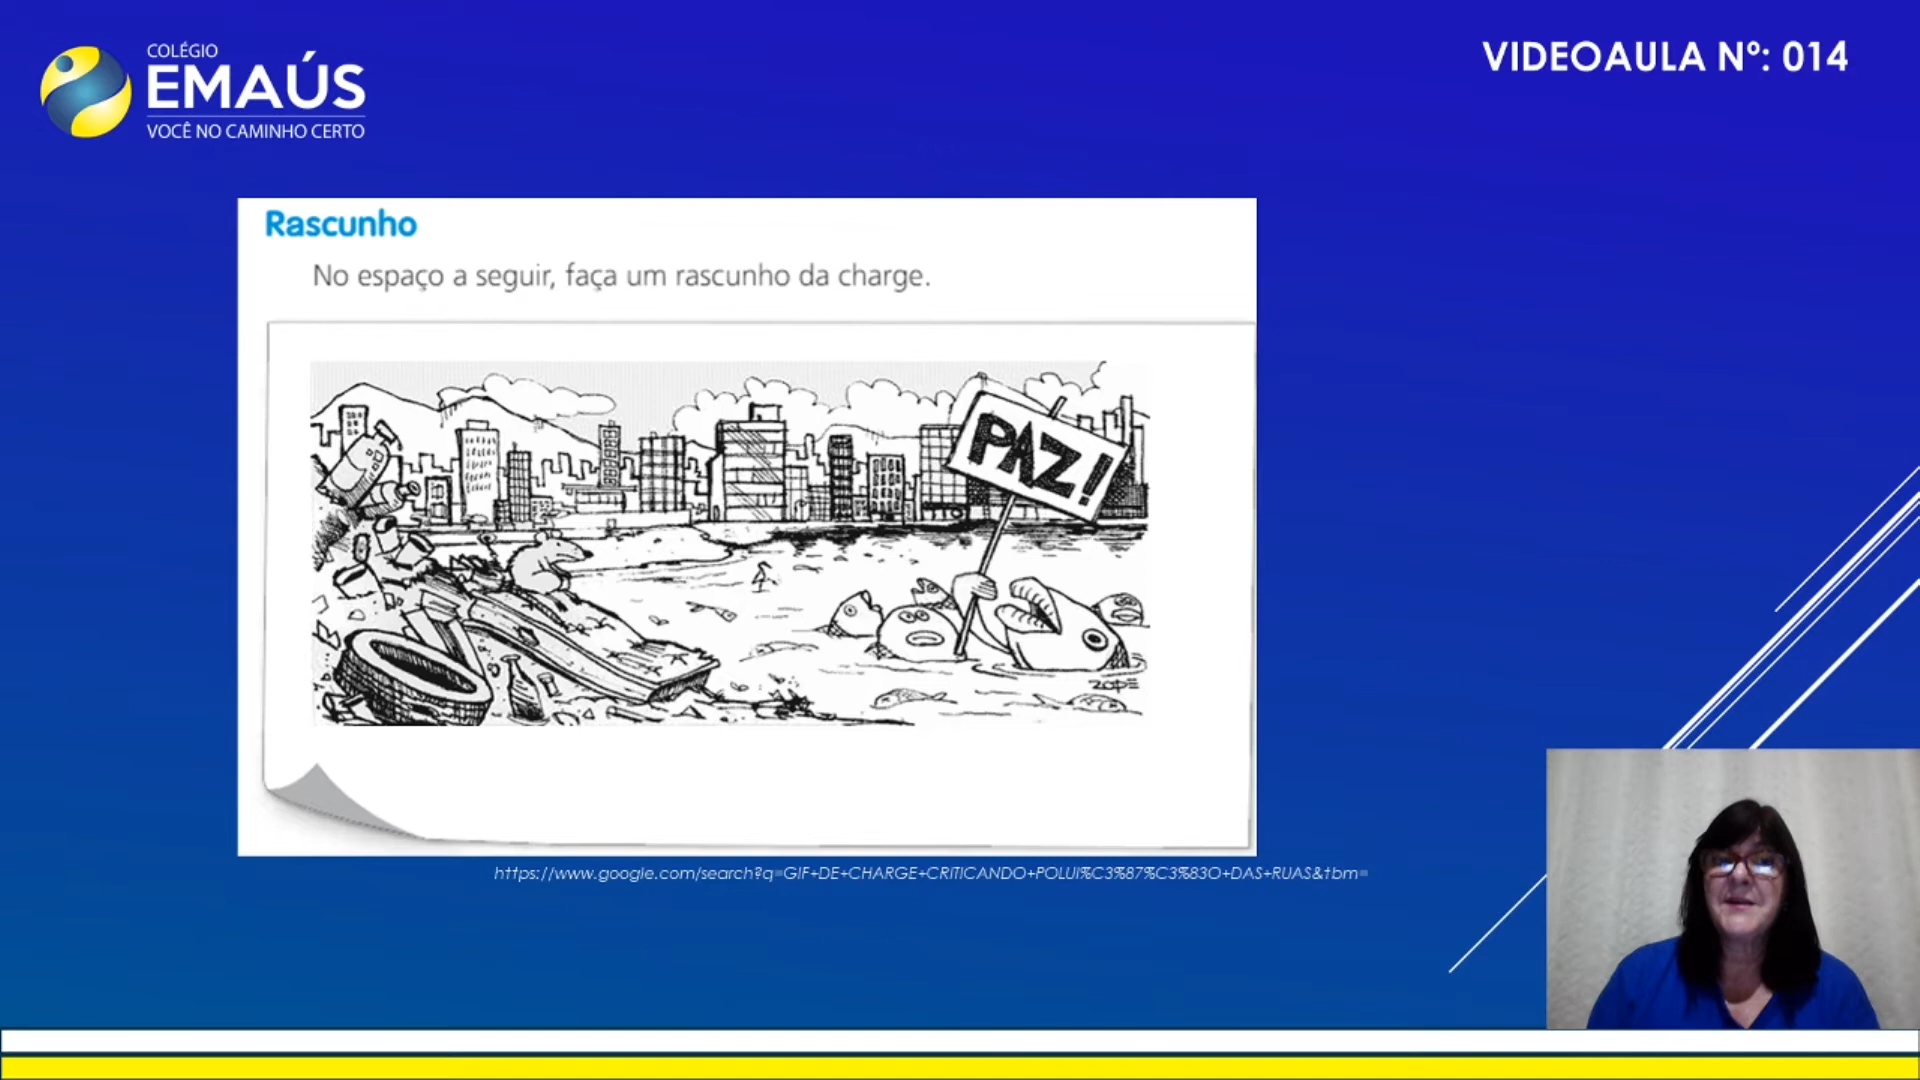 COLÉGIO
EMAÚS
VOCÊ NO CAMINHO CERTO
VIDEOAULA Nº: 014
Rascunho
No espaço a seguir, faça um rascunho da charge.
PAZ!
ZOPE
https://www.google.com/search?q=GIF+DE+CHARGE+CRITICANDO+POLUI%C3%87%C3%83O+DAS+RUAS&tbm=